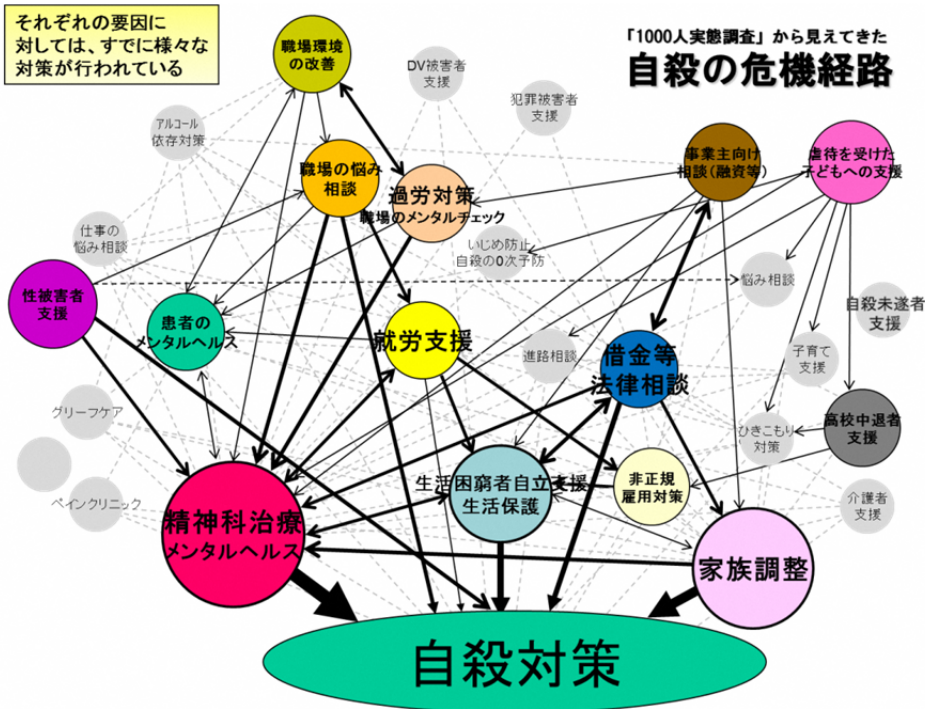 それぞれの要因に
対しては、すでに様々な
対策が行われている
「1000人実態調査」から見えてきた
自殺の危機経路
職場環境
の改善
DV被害者
支援
犯罪被害者
支援
アルコール
依存対策
職場の悩み
相談
過労対策
職場のメンタルチェック
事業主向け
相談(融資等)
虐待を受けた
子どもへの支援
仕事の
悩み相談
いじめ防止
自殺の0次予防
悩み相談
性被害者
支援
患者の
メンタルヘルス
就労支援
進路相談
借金等
法律相談
自殺未遂者
支援
子育て
支援
グリーフケア
ひきこもり
対策
高校中退者
支援
ペインクリニック
精神科治療
メンタルヘルス
生活困窮者自立支援
生活保護
非正規
雇用対策
介護者
支援
家族調整
自殺対策